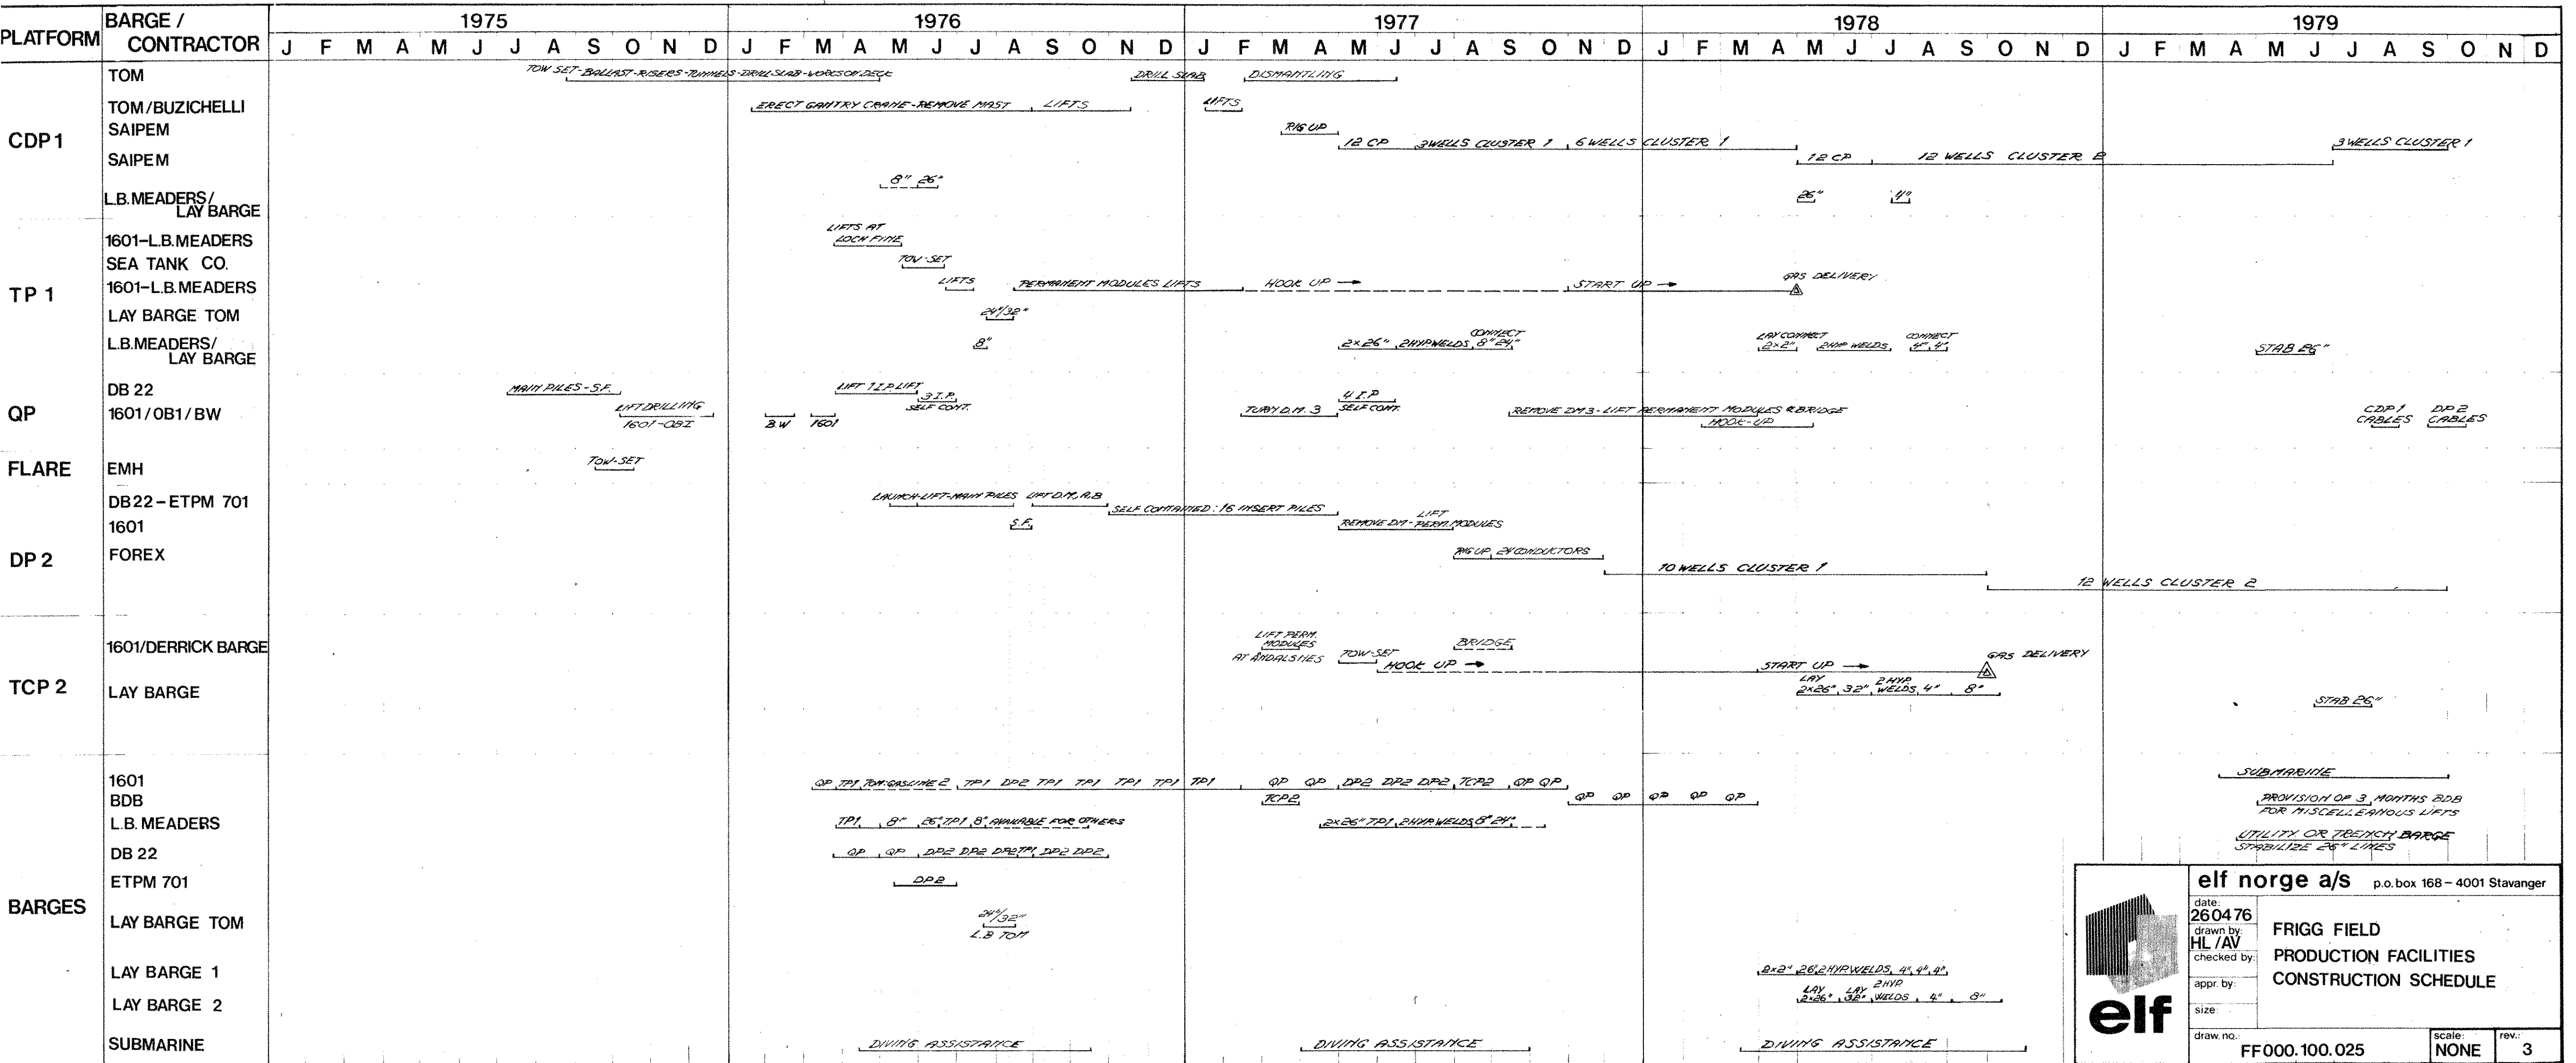 PLATFORM
BARGE / CONTRACTOR
1975 1976 1977 1978 1979
J F M A M J J A S O N D J F M A M J J A S O N D J F M A M J J A S O N D J F M A M J J A S O N D J F M A M J J A S O N D
CDP1
TOM
TOW SET-BALLAST-RISERS-TUNNELS-DRILL SLAB-WORKS ON DECK
DRILL SLAB
DISMANTLING
TOM/BUZICHELLI
ERECT GANTRY CRANE-REMOVE MAST LIFTS
LIFTS
SAIPEM
RIG UP
12 CP 3 WELLS CLUSTER 1 6 WELLS CLUSTER 1
3 WELLS CLUSTER 1
SAIPEM
12 CP 12 WELLS CLUSTER 2
8" 26"
L.B. MEADERS/
LAY BARGE
26" 4"
TP 1
1601-L.B. MEADERS
LIFTS AT
LOCH FYNE
SEA TANK CO.
TOW-SET
1601-L.B. MEADERS
LIFTS
PERMANENT MODULES LIFTS
HOOK UP →
START UP →
GAS DELIVERY
LAY BARGE TOM
24"/32"
L.B. MEADERS/
LAY BARGE
8"
CONNECT
2×26" 2HYP WELDS 8" 24"
LAY CONNECT
2×2" 2HYP WELDS
CONNECT
4", 4"
STAB 26"
QP
DB 22
MAIN PILES-S.F.
LIFT 1 I.P. LIFT
3 I.P.
SELF CONT.
4 I.P.
SELF CONT.
1601/OB1/BW
LIFT DRILLING
1601-OBI
B.W 1601
TURN D.M. 3
REMOVE DM3-LIFT PERMANENT MODULES & BRIDGE
HOOK-UP
CDP1
CABLES
DP2
CABLES
FLARE
EMH
TOW-SET
DP 2
DB 22-ETPM 701
LAUNCH-LIFT-MAIN PILES LIFT D.M, A.B
SELF CONTAINED: 16 INSERT PILES
1601
S.F.
LIFT
REMOVE DM-PERM. MODULES
FOREX
RIG UP, 24 CONDUCTORS
10 WELLS CLUSTER 1
12 WELLS CLUSTER 2
TCP 2
1601/DERRICK BARGE
LIFT PERM.
MODULES
AT ÅNDALSNES
TOW-SET
BRIDGE
HOOK UP →
START UP →
GAS DELIVERY
LAY BARGE
LAY 2 HYP.
2×26", 32", WELDS, 4" 8"
STAB 26"
BARGES
1601
QP TP1 TOM:GASLINE 2 TP1 DP2 TP1 TP1 TP1 TP1 TP1 QP QP DP2 DP2 DP2 TCP2 QP QP
SUBMARINE
BDB
TCP2
QP QP QP QP QP
PROVISION OF 3 MONTHS BDB
FOR MISCELLEANOUS LIFTS
L.B. MEADERS
TP1 8" 26" TP1 8" AVAILABLE FOR OTHERS
2×26" TP1, 2HYP WELDS, 8" 24"
UTILITY OR TRENCH BARGE
STABILIZE 26" LINES
DB 22
QP QP DP2 DP2 DP2 TP1 DP2 DP2
ETPM 701
DP2
LAY BARGE TOM
24"/32"
L.B TOM
LAY BARGE 1
2×2" 26", 2HYP WELDS, 4", 4", 4"
LAY BARGE 2
LAY LAY 2HYP
2×26" 32" WELDS, 4" 8"
SUBMARINE
DIVING ASSISTANCE
DIVING ASSISTANCE
DIVING ASSISTANCE
elf
elf norge a/s p.o. box 168 – 4001 Stavanger
date:
260476
drawn by:
HL/AV
checked by:
appr. by:
size:
FRIGG FIELD
PRODUCTION FACILITIES
CONSTRUCTION SCHEDULE
draw no.:
FF000.100.025
scale:
NONE
rev.:
3